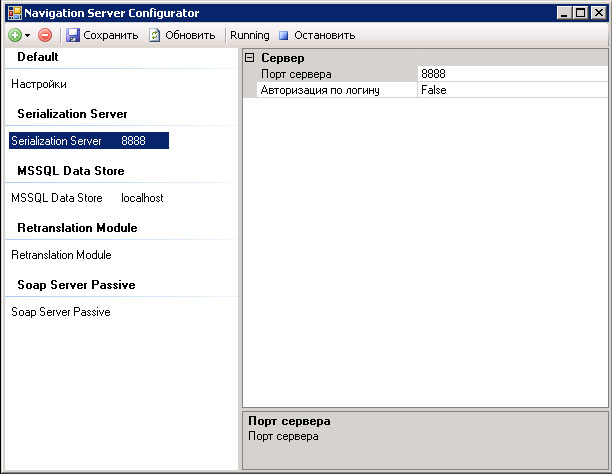 Navigation Server Configurator
Сохранить Обновить Running Остановить
Default
Настройки
Serialization Server
Serialization Server 8888
MSSQL Data Store
MSSQL Data Store localhost
Retranslation Module
Retranslation Module
Soap Server Passive
Soap Server Passive
Сервер
Порт сервера 8888
Авторизация по логину False
Порт сервера
Порт сервера